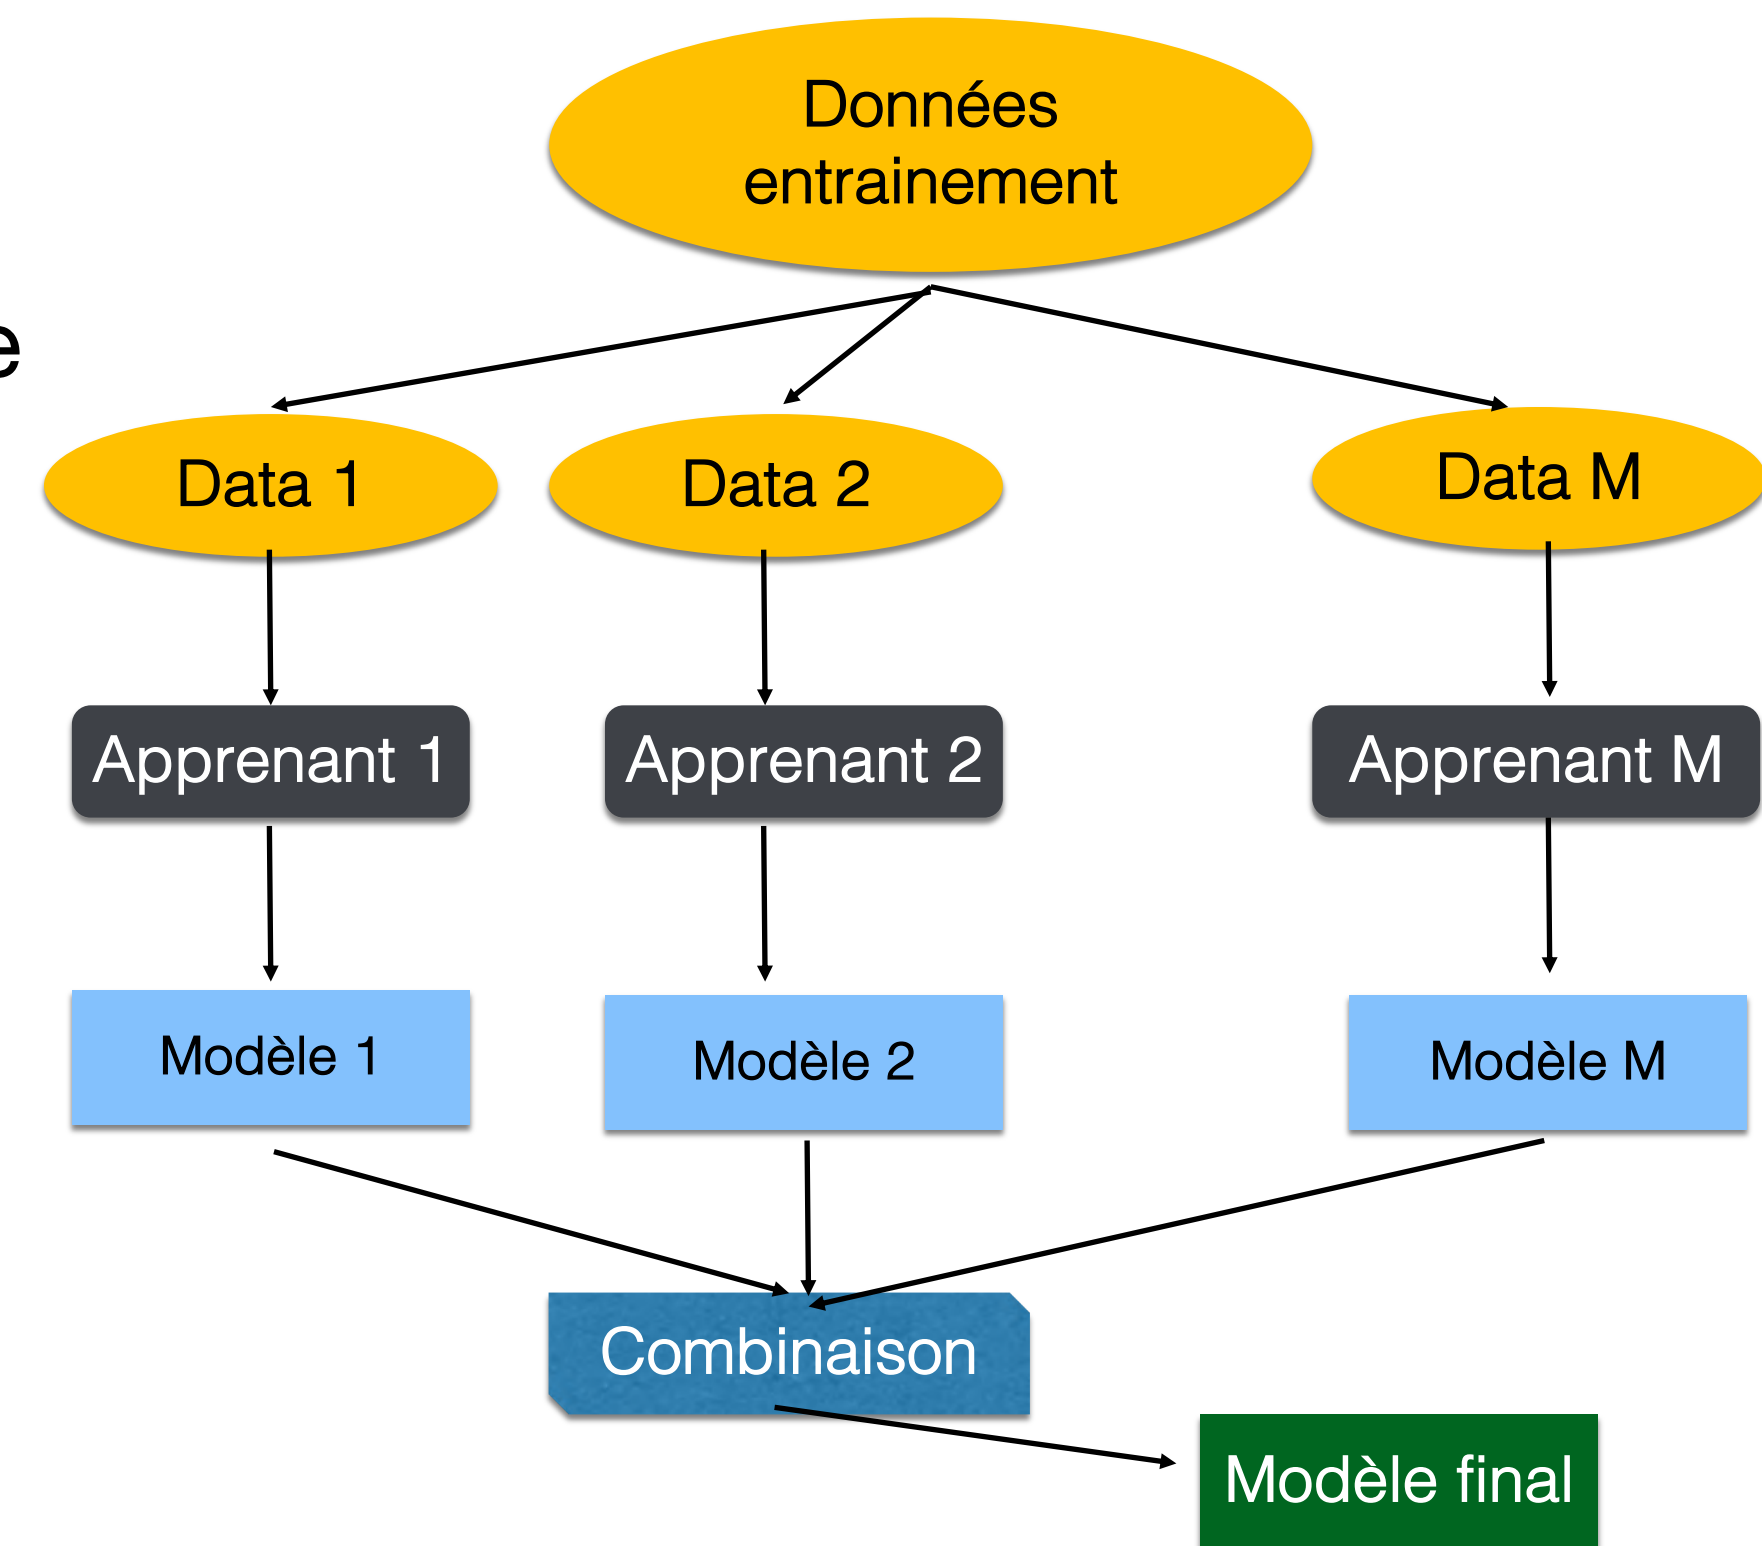 Données
entrainement
e
Data 1
Data 2
Data M
Apprenant 1
Apprenant 2
Apprenant M
Modèle 1
Modèle 2
Modèle M
Combinaison
Modèle final